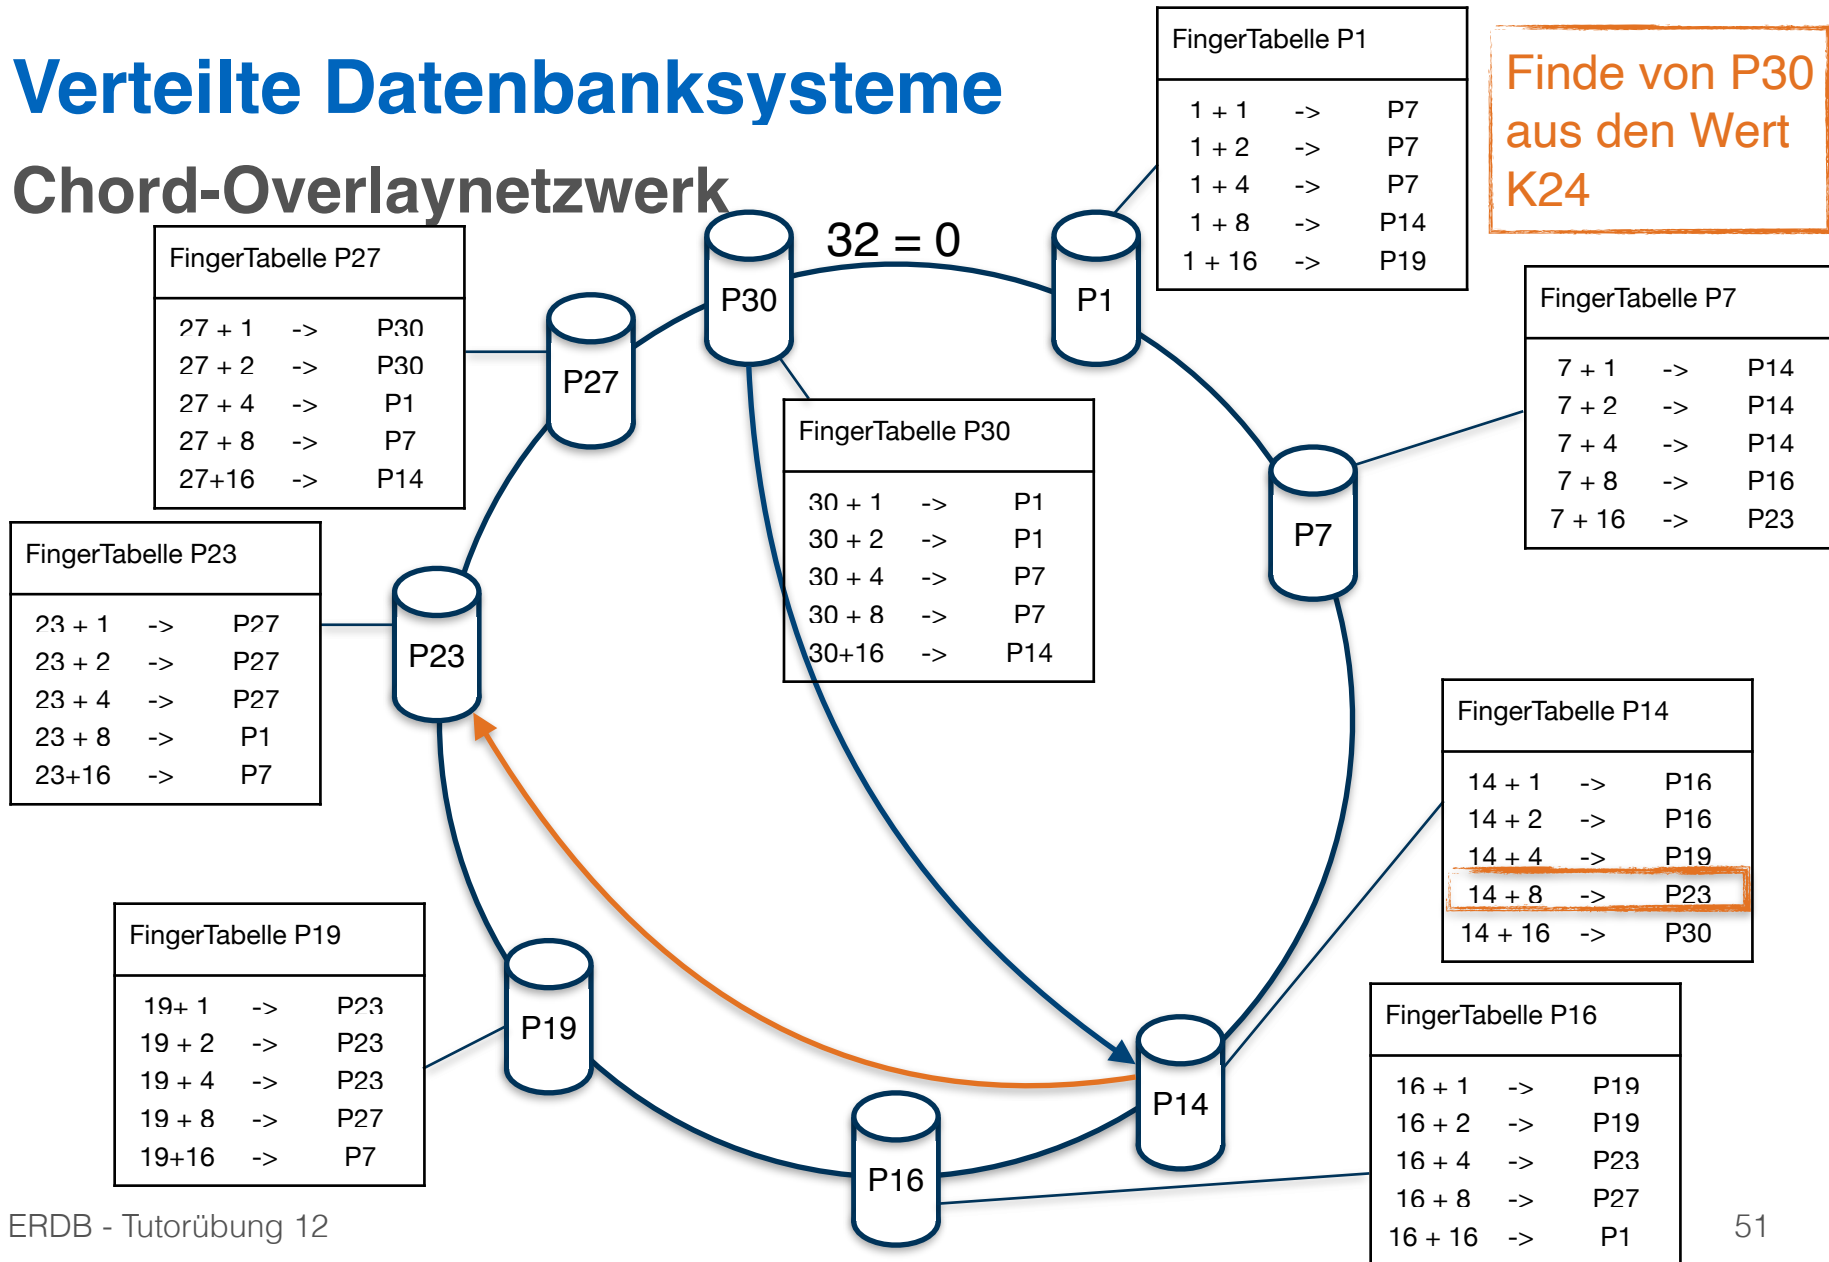 Verteilte Datenbanksysteme
Chord-Overlaynetzwerk
Finde von P30
aus den Wert
K24
32 = 0
FingerTabelle P1
1 + 1 -> P7
1 + 2 -> P7
1 + 4 -> P7
1 + 8 -> P14
1 + 16 -> P19
FingerTabelle P27
27 + 1 -> P30
27 + 2 -> P30
27 + 4 -> P1
27 + 8 -> P7
27+16 -> P14
P30
P1
P27
FingerTabelle P7
7 + 1 -> P14
7 + 2 -> P14
7 + 4 -> P14
7 + 8 -> P16
7 + 16 -> P23
FingerTabelle P30
30 + 1 -> P1
30 + 2 -> P1
30 + 4 -> P7
30 + 8 -> P7
30+16 -> P14
P7
FingerTabelle P23
23 + 1 -> P27
23 + 2 -> P27
23 + 4 -> P27
23 + 8 -> P1
23+16 -> P7
P23
FingerTabelle P14
14 + 1 -> P16
14 + 2 -> P16
14 + 4 -> P19
14 + 8 -> P23
14 + 16 -> P30
FingerTabelle P19
19+ 1 -> P23
19 + 2 -> P23
19 + 4 -> P23
19 + 8 -> P27
19+16 -> P7
P19
P14
P16
FingerTabelle P16
16 + 1 -> P19
16 + 2 -> P19
16 + 4 -> P23
16 + 8 -> P27
16 + 16 -> P1
ERDB - Tutorübung 12
51